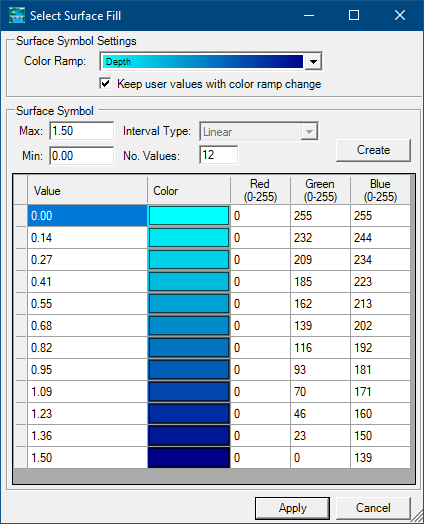 Select Surface Fill
Surface Symbol Settings
Color Ramp: Depth
Keep user values with color ramp change
Surface Symbol
Max: 1.50 Interval Type: Linear
Min: 0.00 No. Values: 12 Create
Value Color Red (0-255) Green (0-255) Blue (0-255)
0.00 0 255 255
0.14 0 232 244
0.27 0 209 234
0.41 0 185 223
0.55 0 162 213
0.68 0 139 202
0.82 0 116 192
0.95 0 93 181
1.09 0 70 171
1.23 0 46 160
1.36 0 23 150
1.50 0 0 139
Apply Cancel